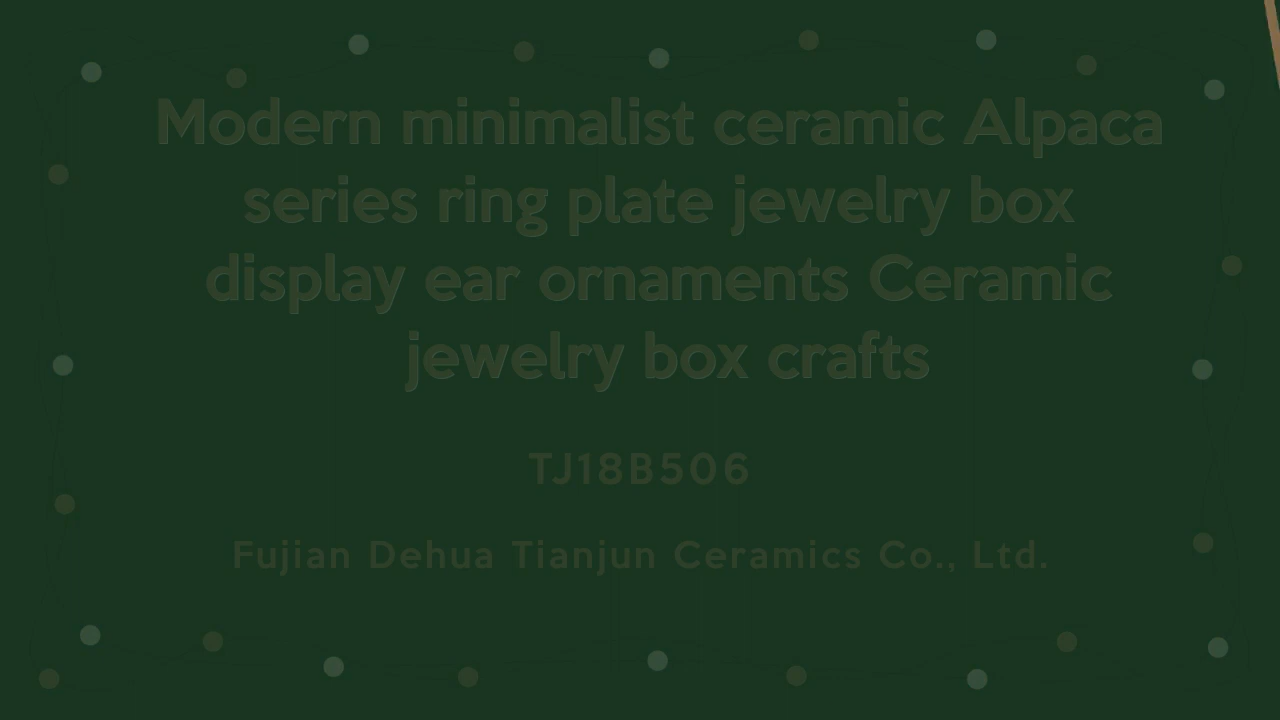 Modern minimalist ceramic Alpaca
series ring plate jewelry box
display ear ornaments Ceramic
jewelry box crafts
TJ18B506
Fujian Dehua Tianjun Ceramics Co., Ltd.